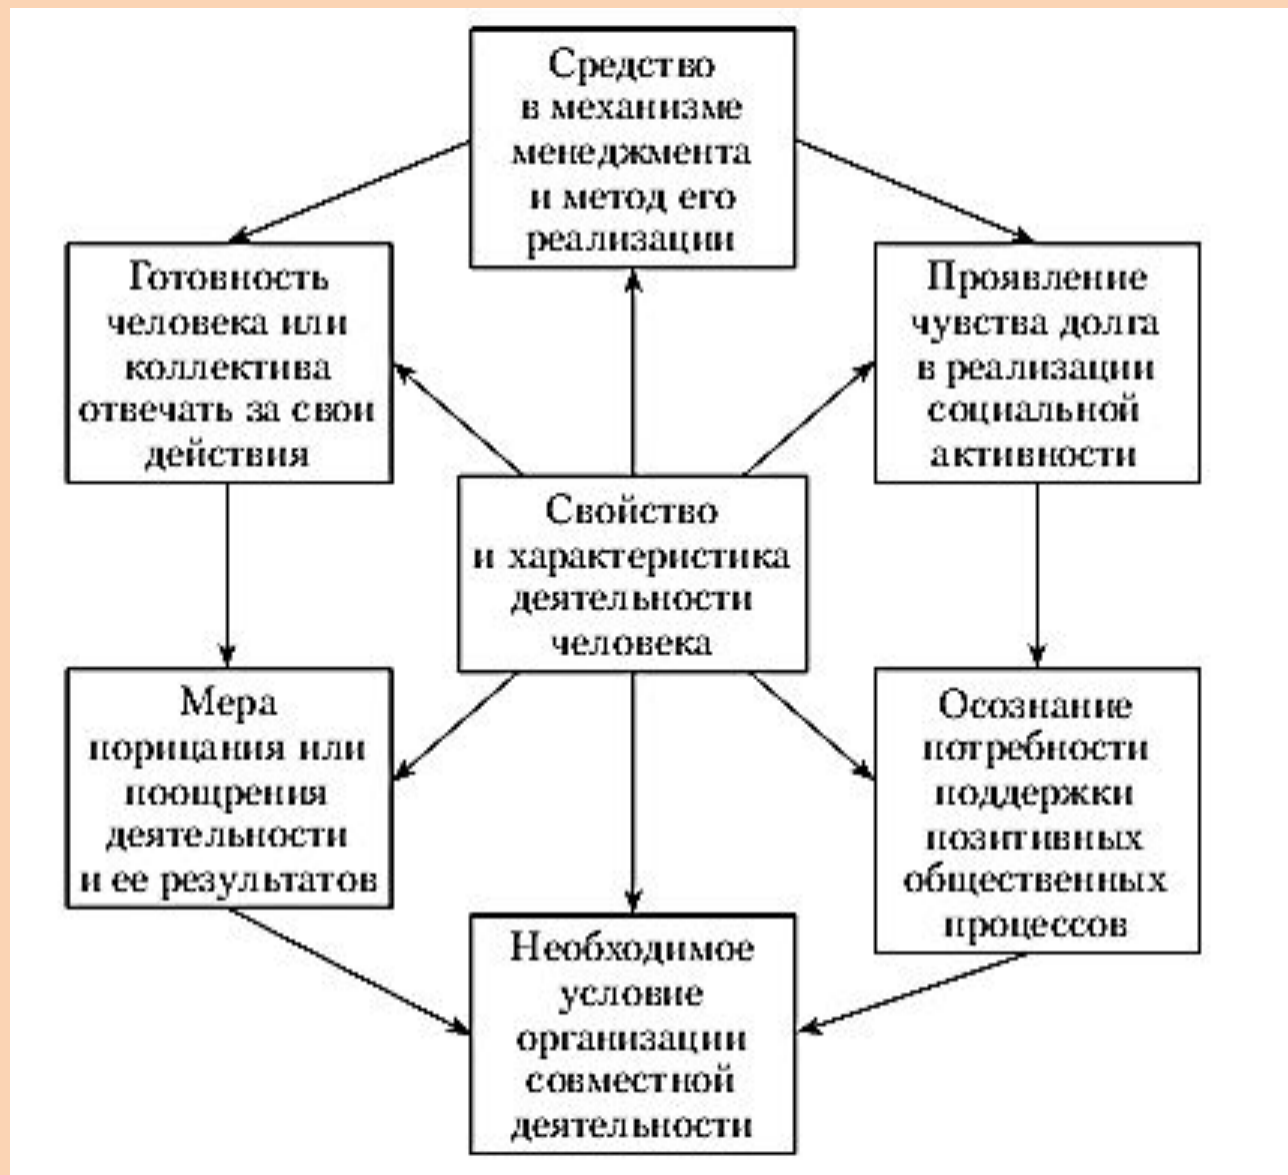 Средство
в механизме
менеджмента
и метод его
реализации
Готовность
человека или
коллектива
отвечать за свои
действия
Проявление
чувства долга
в реализации
социальной
активности
Свойство
и характеристика
деятельности
человека
Мера
порицания или
поощрения
деятельности
и ее результатов
Осознание
потребности
поддержки
позитивных
общественных
процессов
Необходимое
условие
организации
совместной
деятельности